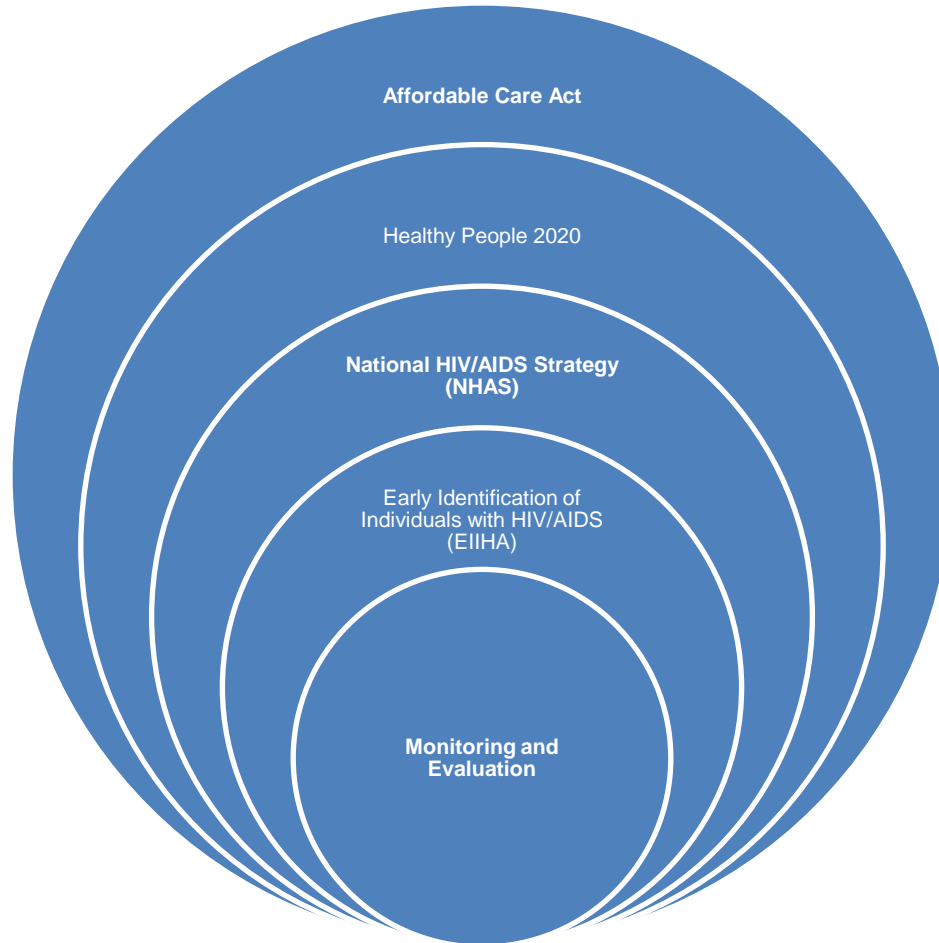 Affordable Care Act
Healthy People 2020
National HIV/AIDS Strategy
(NHAS)
Early Identification of
Individuals with HIV/AIDS
(EIIHA)
Monitoring and
Evaluation